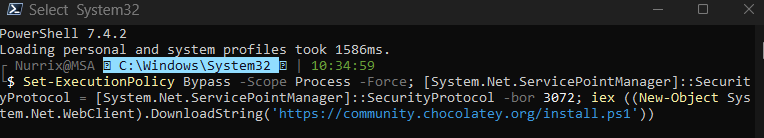 Select System32
PowerShell 7.4.2
Loading personal and system profiles took 1586ms.
┌ Nurrix@MSA C:\Windows\System32 | 10:34:59
└$ Set-ExecutionPolicy Bypass -Scope Process -Force; [System.Net.ServicePointManager]::Securit
yProtocol = [System.Net.ServicePointManager]::SecurityProtocol -bor 3072; iex ((New-Object Sys
tem.Net.WebClient).DownloadString('https://community.chocolatey.org/install.ps1'))